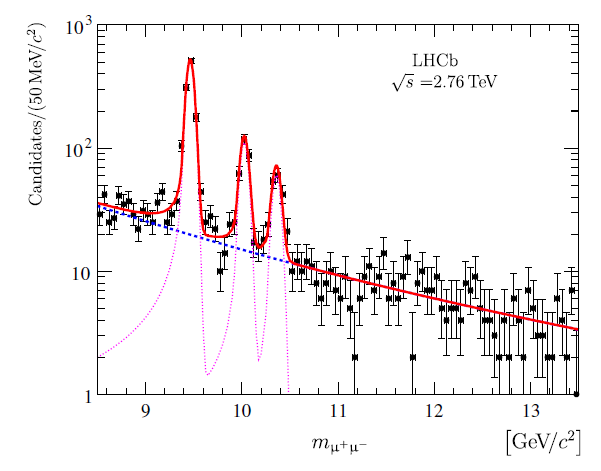 Candidates/(50 MeV/c²)
10³
10²
10
1
LHCb
√s =2.76 TeV
9 10 11 12 13
mμ⁺μ⁻ [GeV/c²]